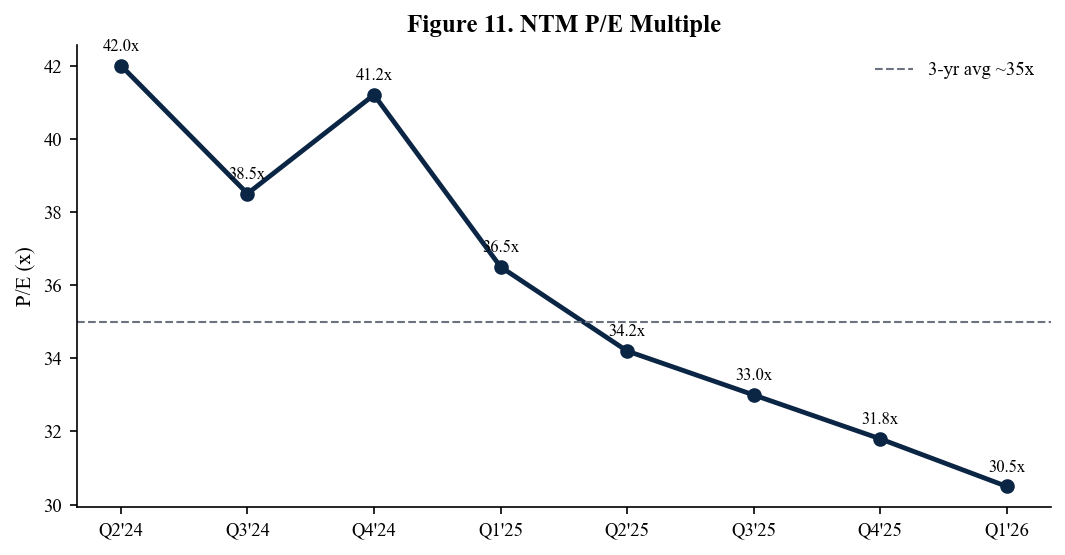 Figure 11. NTM P/E Multiple
42.0x
41.2x
3-yr avg ~35x
38.5x
36.5x
34.2x
33.0x
31.8x
30.5x
P/E (x)
42
40
38
36
34
32
30
Q2'24
Q3'24
Q4'24
Q1'25
Q2'25
Q3'25
Q4'25
Q1'26